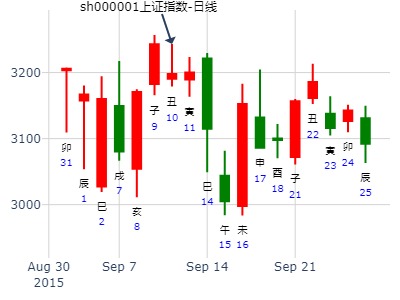 sh000001上证指数-日线
3200
3100
3000
卯
31
辰
1
巳
2
戌
7
亥
8
子
9
丑
10
寅
11
巳
14
午
15
未
16
申
17
酉
18
子
21
丑
22
寅
23
卯
24
辰
25
Aug 30
2015
Sep 7
Sep 14
Sep 21